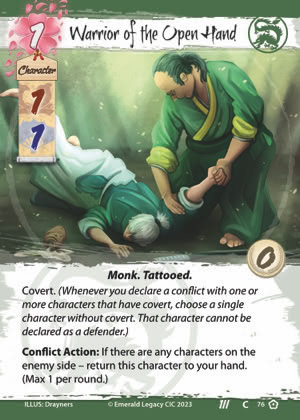 1 Warrior of the Open Hand
Character
1
1
0
Monk. Tattooed.
Covert. (Whenever you declare a conflict with one or
more characters that have covert, choose a single
character without covert. That character cannot be
declared as a defender.)
Conflict Action: If there are any characters on the
enemy side – return this character to your hand.
(Max 1 per round.)
ILLUS: Drayners © Emerald Legacy CIC 2023 C 76